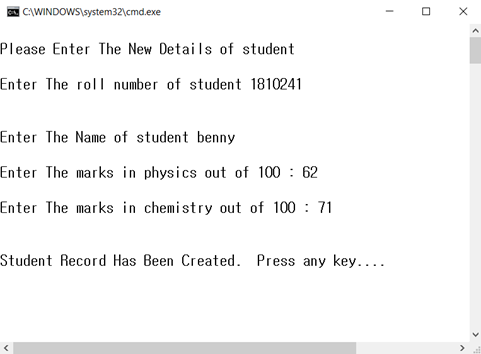 C:\WINDOWS\system32\cmd.exe
Please Enter The New Details of student
Enter The roll number of student 1810241
Enter The Name of student benny
Enter The marks in physics out of 100 : 62
Enter The marks in chemistry out of 100 : 71
Student Record Has Been Created.  Press any key....